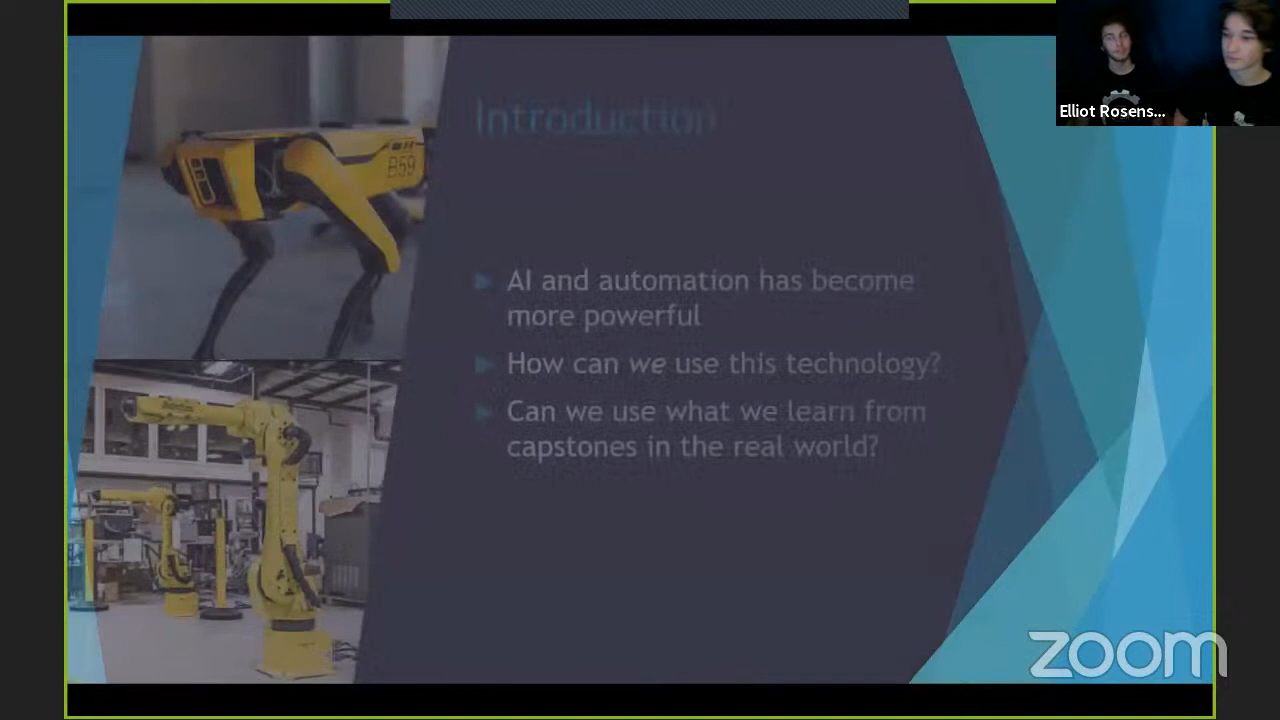 Introduction
AI and automation has become
more powerful
How can we use this technology?
Can we use what we learn from
capstones in the real world?
B59
Elliot Rosens...
zoom